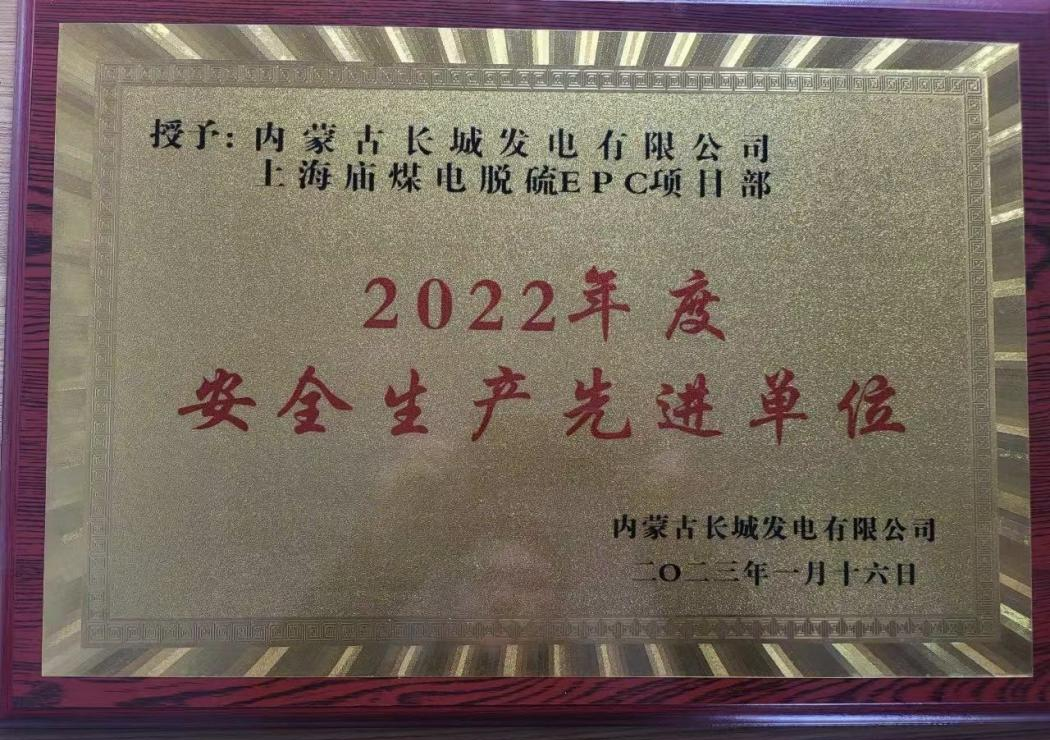 授予:内蒙古长城发电有限公司
上海庙煤电脱硫EPC项目部
2022年度
安全生产先进单位
内蒙古长城发电有限公司
二〇二三年一月十六日